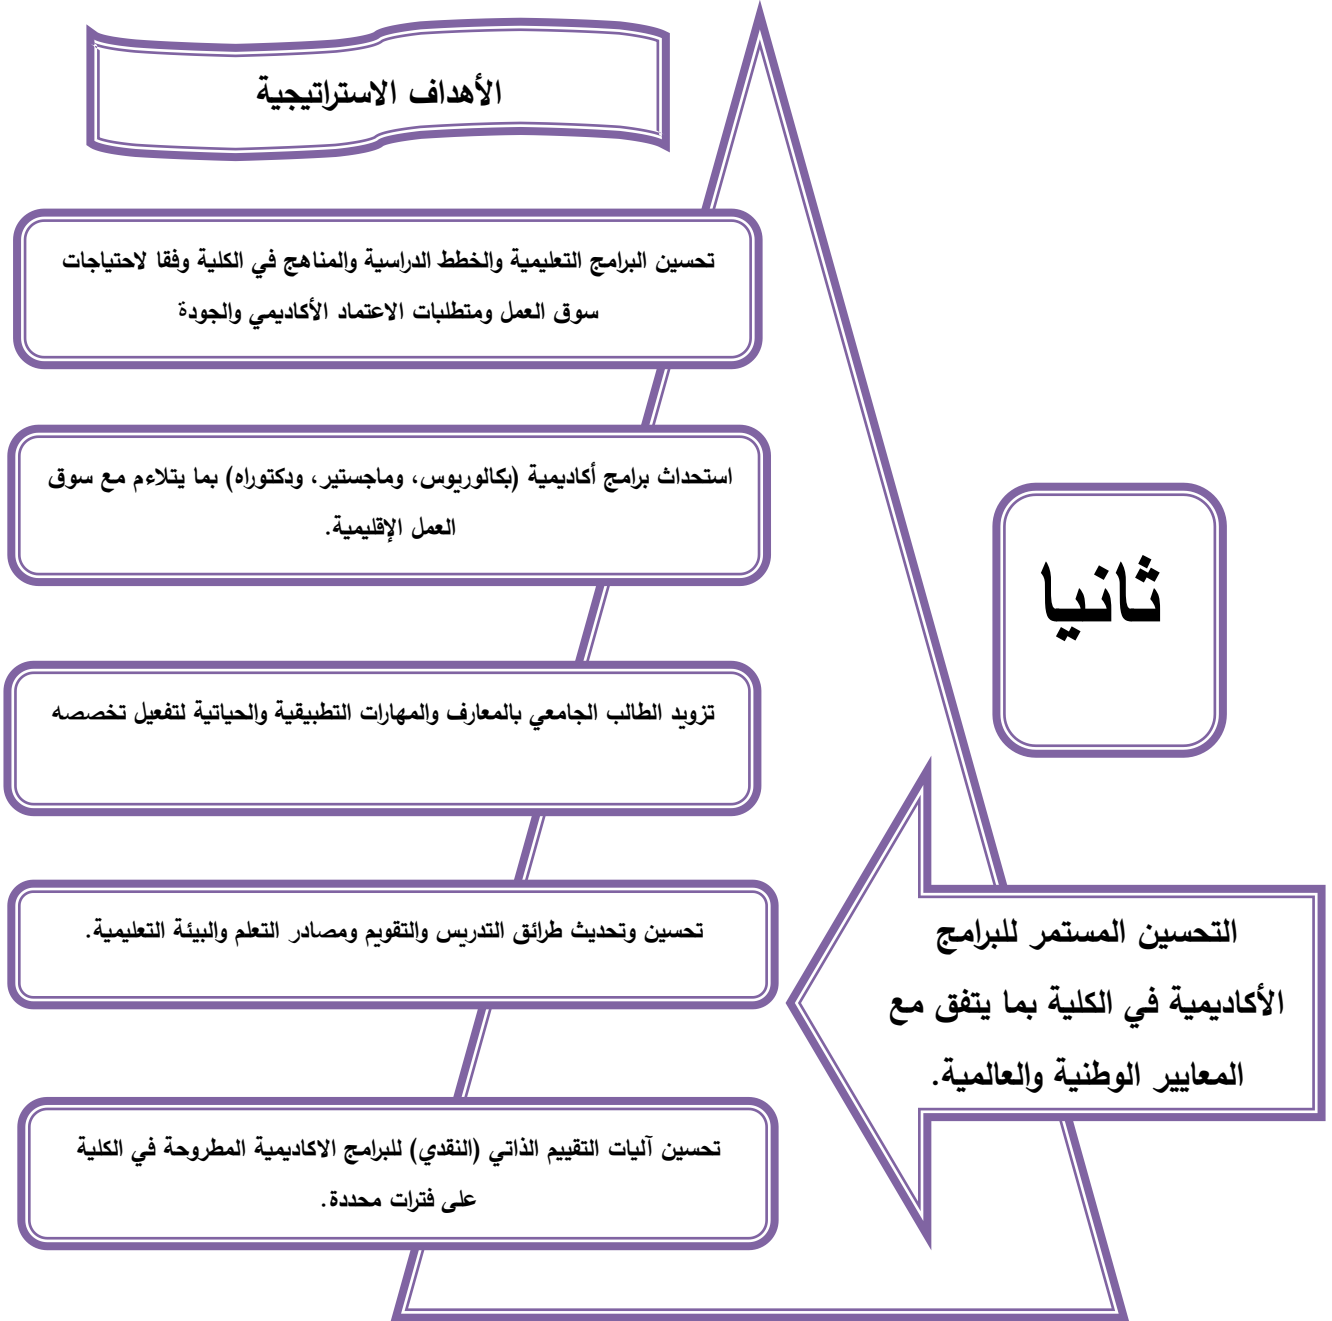 الأهداف الاستراتيجية
تحسين البرامج التعليمية والخطط الدراسية والمناهج في الكلية وفقا لاحتياجات
سوق العمل ومتطلبات الاعتماد الأكاديمي والجودة
استحداث برامج أكاديمية (بكالوريوس، وماجستير، ودكتوراه) بما يتلاءم مع سوق
العمل الإقليمية.
تزويد الطالب الجامعي بالمعارف والمهارات التطبيقية والحياتية لتفعيل تخصصه
تحسين وتحديث طرائق التدريس والتقويم ومصادر التعلم والبيئة التعليمية.
تحسين آليات التقييم الذاتي (النقدي) للبرامج الاكاديمية المطروحة في الكلية
على فترات محددة.
ثانيا
التحسين المستمر للبرامج
الأكاديمية في الكلية بما يتفق مع
المعايير الوطنية والعالمية.